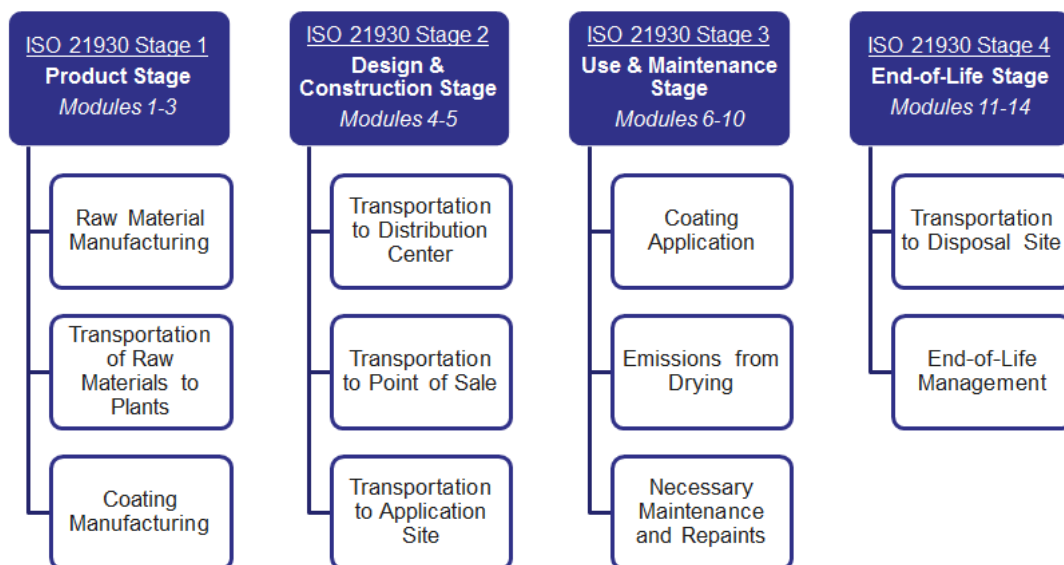 ISO 21930 Stage 1
Product Stage
Modules 1-3
Raw Material
Manufacturing
Transportation
of Raw
Materials to
Plants
Coating
Manufacturing
ISO 21930 Stage 2
Design &
Construction Stage
Modules 4-5
Transportation
to Distribution
Center
Transportation
to Point of Sale
Transportation
to Application
Site
ISO 21930 Stage 3
Use & Maintenance
Stage
Modules 6-10
Coating
Application
Emissions from
Drying
Necessary
Maintenance
and Repaints
ISO 21930 Stage 4
End-of-Life Stage
Modules 11-14
Transportation
to Disposal Site
End-of-Life
Management